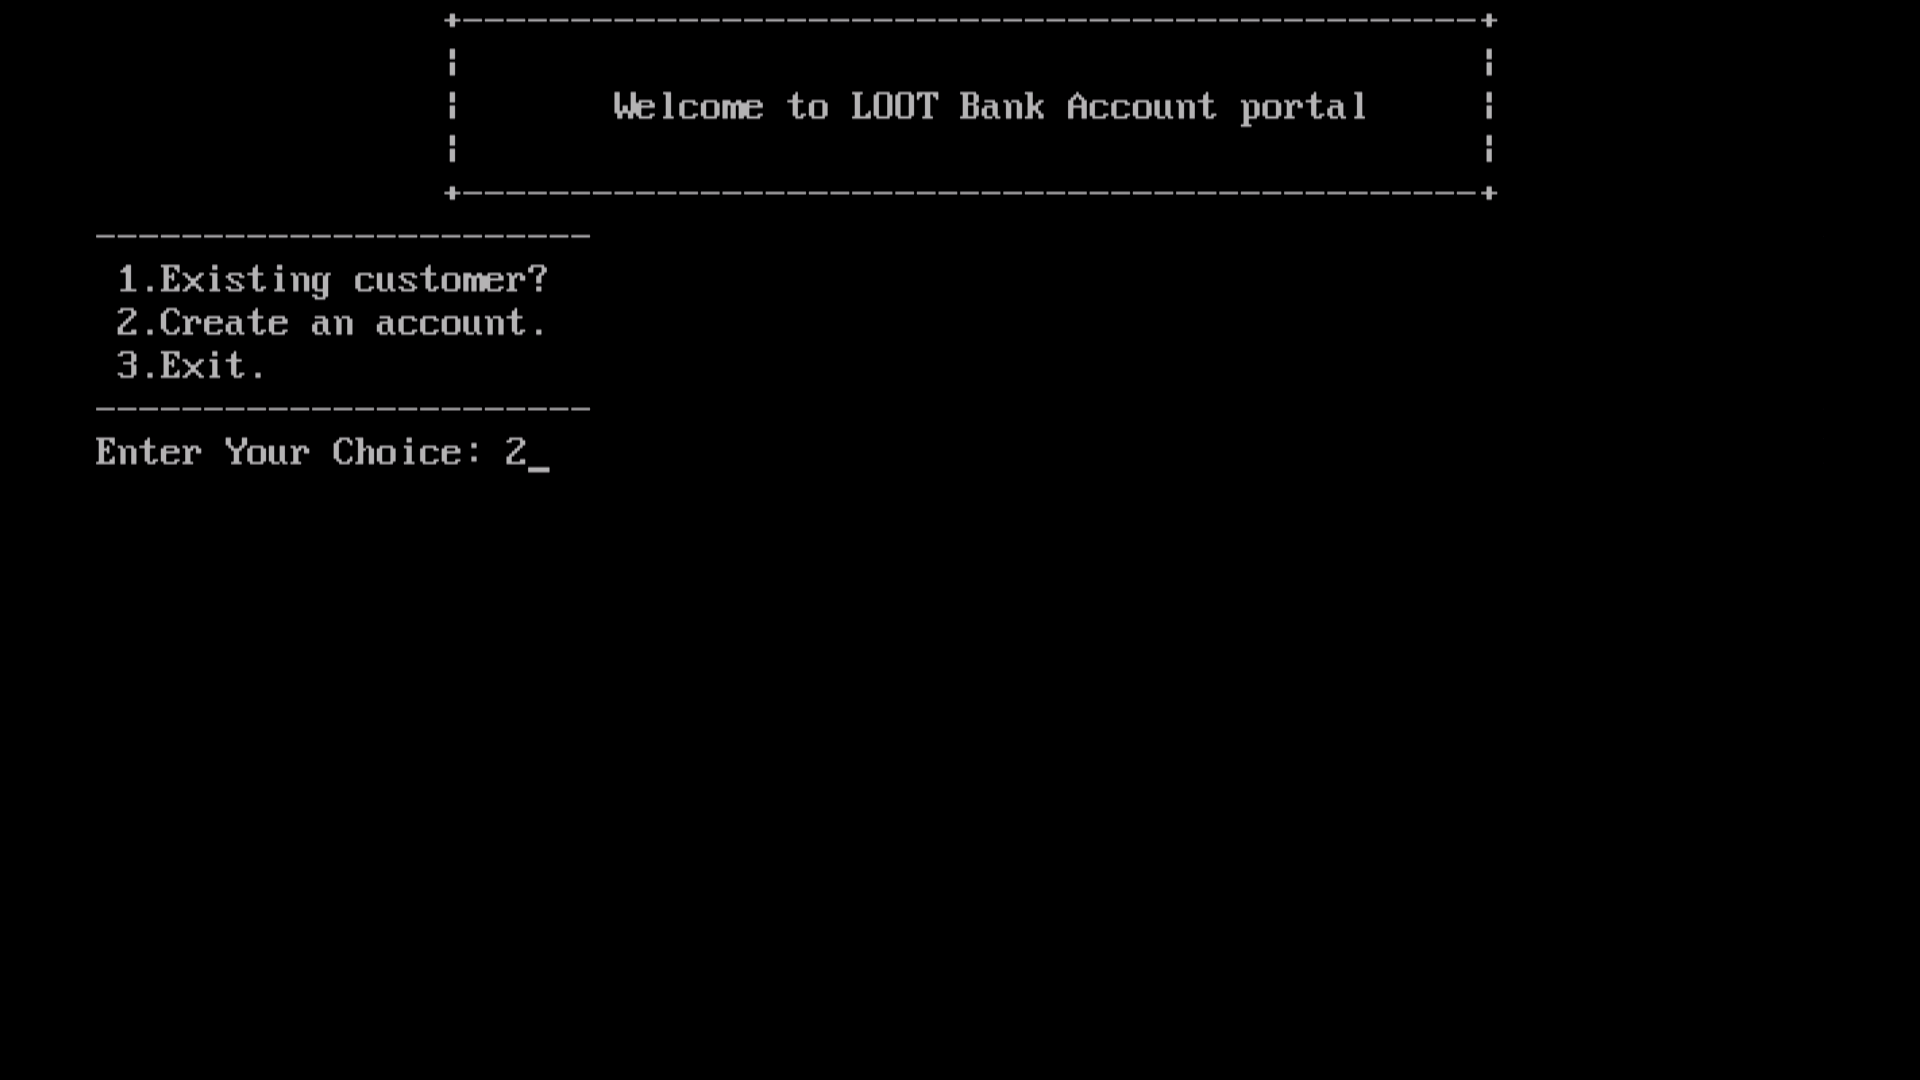 Welcome to LOOT Bank Account portal
1.Existing customer?
2.Create an account.
3.Exit.
Enter Your Choice: 2_